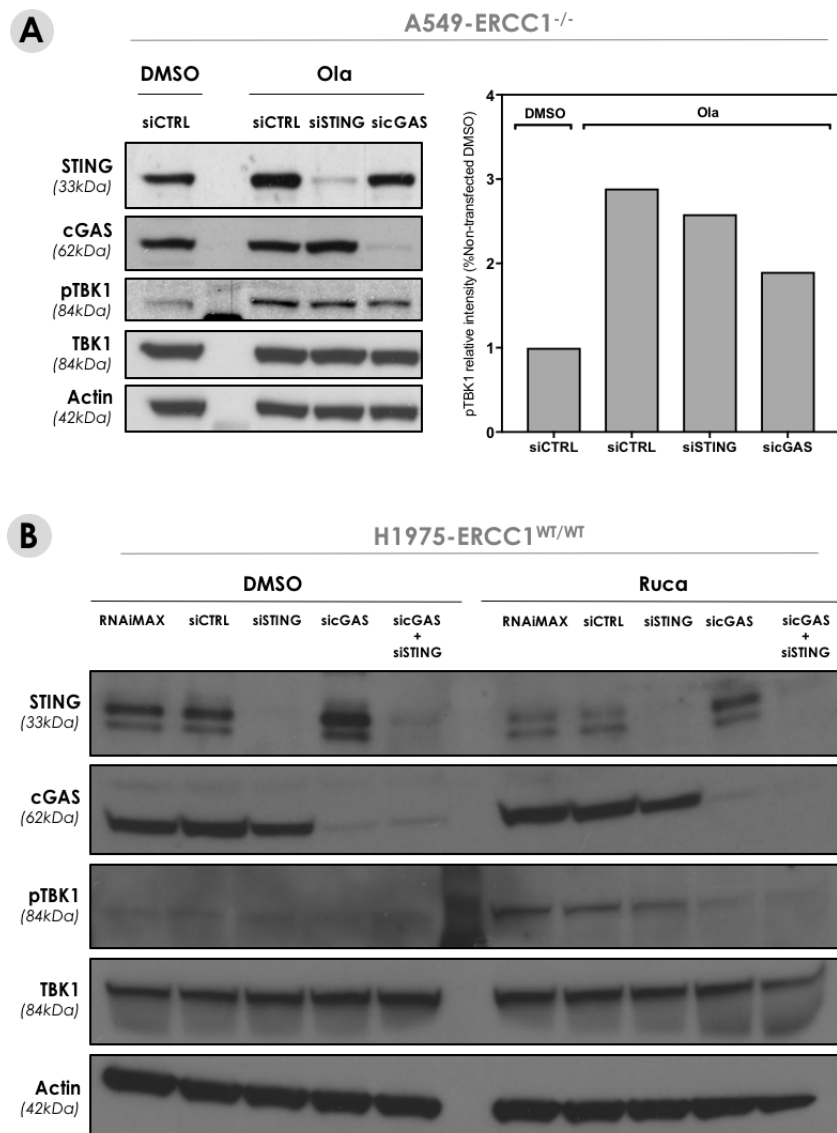 A
A549-ERCC1-/-
DMSO Ola
siCTRL siCTRL siSTING sicGAS
STING
(33kDa)
cGAS
(62kDa)
pTBK1
(84kDa)
TBK1
(84kDa)
Actin
(42kDa)
pTBK1 relative intensity (%Non-transfected DMSO)
4
3
2
1
0
DMSO Ola
siCTRL siCTRL siSTING sicGAS
B
H1975-ERCC1WT/WT
DMSO Ruca
RNAiMAX siCTRL siSTING sicGAS sicGAS + siSTING RNAiMAX siCTRL siSTING sicGAS sicGAS + siSTING
STING
(33kDa)
cGAS
(62kDa)
pTBK1
(84kDa)
TBK1
(84kDa)
Actin
(42kDa)